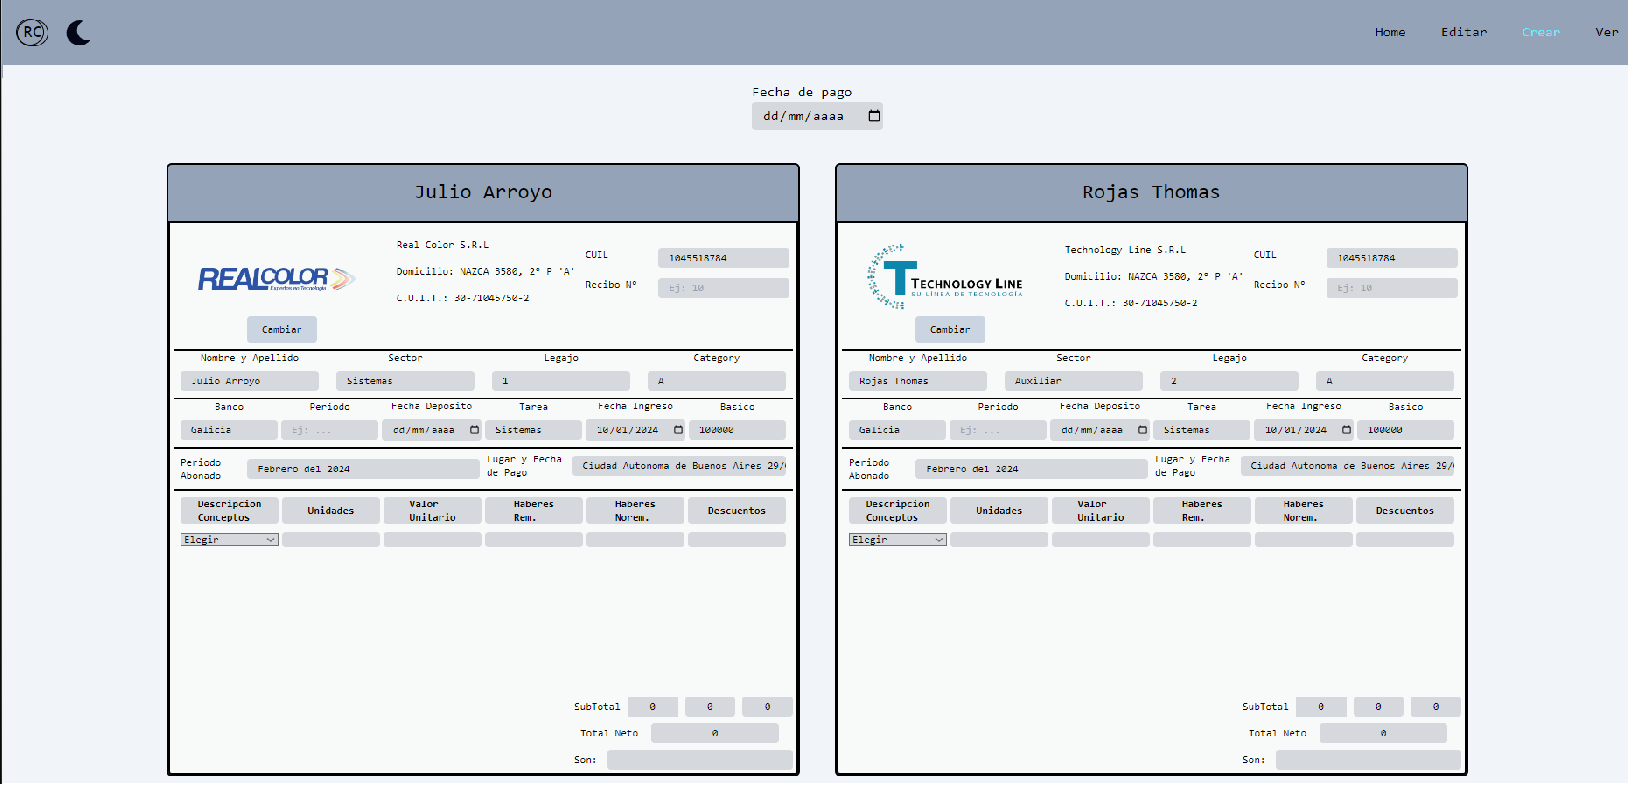 RC
Home Editar Crear Ver
Fecha de pago
dd/mm/aaaa
Julio Arroyo
REALCOLOR
Expertos en Tecnología
Real Color S.R.L
Domicilio: NAZCA 3580, 2° P 'A'
C.U.I.T.: 30-71045750-2
CUIL 1045518784
Recibo N° Ej: 10
Cambiar
Nombre y Apellido Sector Legajo Category
Julio Arroyo Sistemas 1 A
Banco Periodo Fecha Deposito Tarea Fecha Ingreso Basico
Galicia Ej: ... dd/mm/aaaa Sistemas 10/01/2024 100000
Periodo Abonado Febrero del 2024 Lugar y Fecha de Pago Ciudad Autonoma de Buenos Aires 29/
Descripcion Conceptos Unidades Valor Unitario Haberes Rem. Haberes Norem. Descuentos
Elegir
SubTotal 0 0 0
Total Neto 0
Son:
Rojas Thomas
TECHNOLOGY LINE
SU LÍNEA DE TECNOLOGÍA
Technology Line S.R.L
Domicilio: NAZCA 3580, 2° P 'A'
C.U.I.T.: 30-71045750-2
CUIL 1045518784
Recibo N° Ej: 10
Cambiar
Nombre y Apellido Sector Legajo Category
Rojas Thomas Auxiliar 2 A
Banco Periodo Fecha Deposito Tarea Fecha Ingreso Basico
Galicia Ej: ... dd/mm/aaaa Sistemas 10/01/2024 100000
Periodo Abonado Febrero del 2024 Lugar y Fecha de Pago Ciudad Autonoma de Buenos Aires 29/
Descripcion Conceptos Unidades Valor Unitario Haberes Rem. Haberes Norem. Descuentos
Elegir
SubTotal 0 0 0
Total Neto 0
Son: